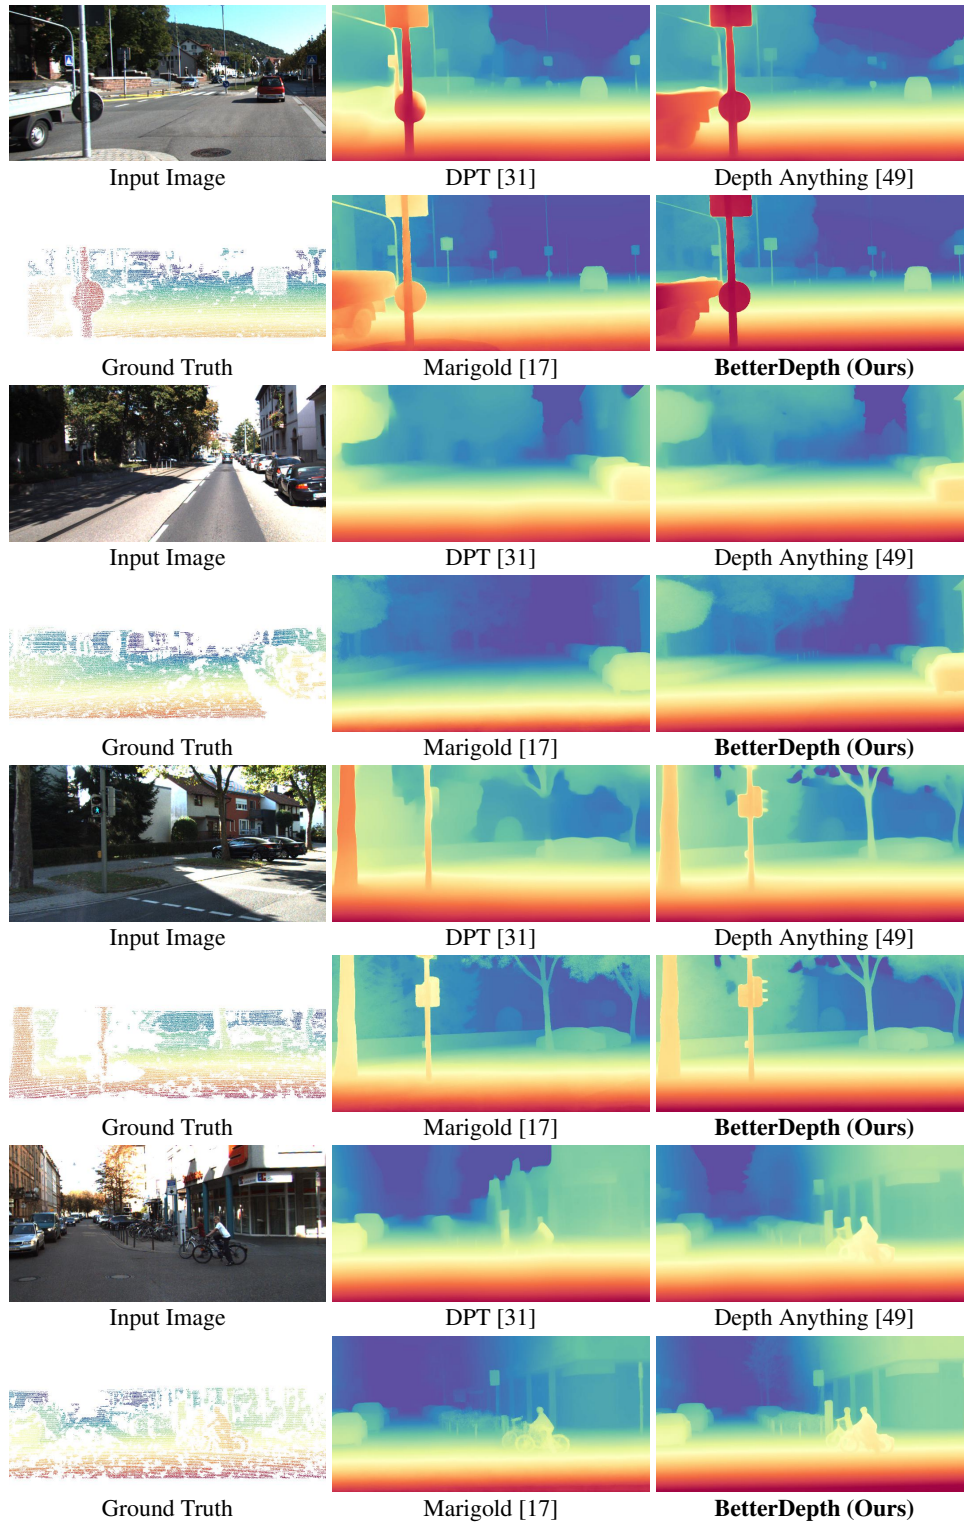 Input Image
DPT [31]
Depth Anything [49]
Ground Truth
Marigold [17]
BetterDepth (Ours)
Input Image
DPT [31]
Depth Anything [49]
Ground Truth
Marigold [17]
BetterDepth (Ours)
Input Image
DPT [31]
Depth Anything [49]
Ground Truth
Marigold [17]
BetterDepth (Ours)
Input Image
DPT [31]
Depth Anything [49]
Ground Truth
Marigold [17]
BetterDepth (Ours)